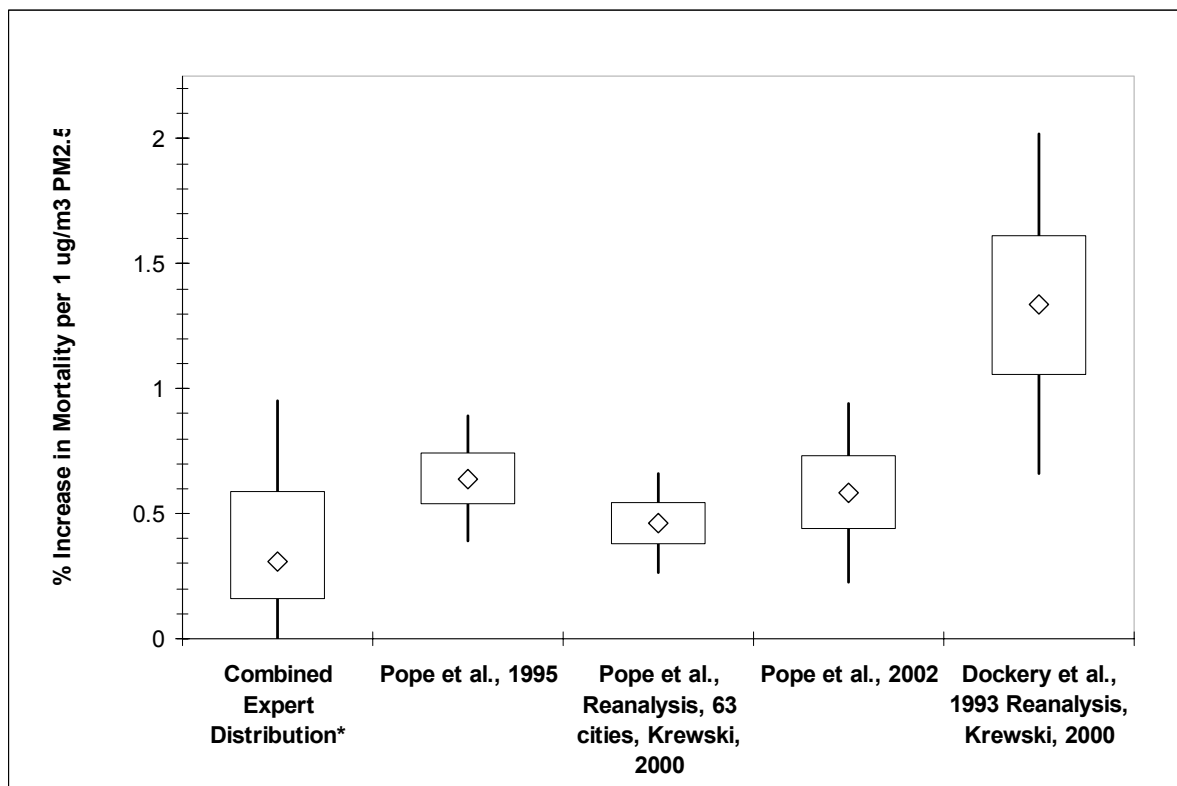 % Increase in Mortality per 1 ug/m3 PM2.5
2
1.5
1
0.5
0
Combined
Expert
Distribution*
Pope et al., 1995
Pope et al.,
Reanalysis, 63
cities, Krewski,
2000
Pope et al., 2002
Dockery et al.,
1993 Reanalysis,
Krewski, 2000